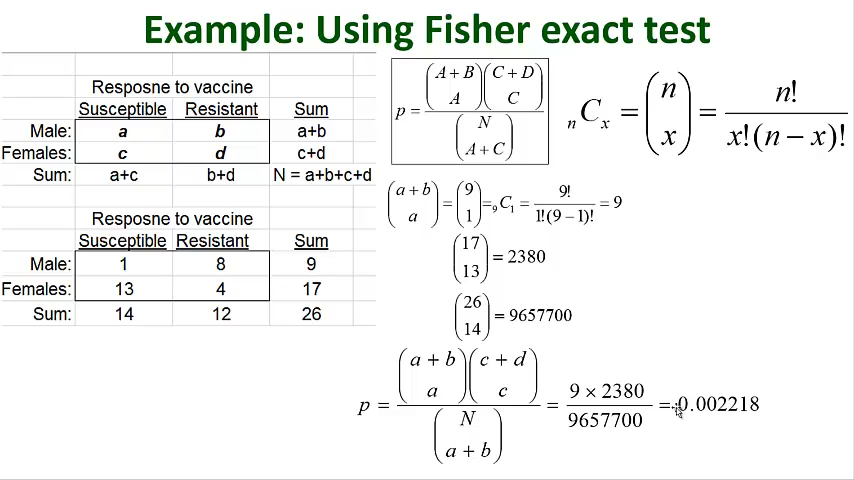 Example: Using Fisher exact test
Resposne to vaccine
Susceptible Resistant Sum
Male: a b a+b
Females: c d c+d
Sum: a+c b+d N = a+b+c+d
Resposne to vaccine
Susceptible Resistant Sum
Male: 1 8 9
Females: 13 4 17
Sum: 14 12 26
p = (A + B A)(C + D C) / (N A + C)
nCx = (n x) = n! / x!(n − x)!
(a + b a) = (9 1) = 9C1 = 9! / 1!(9 − 1)! = 9
(17 13) = 2380
(26 14) = 9657700
p = (a + b a)(c + d c) / (N a + b) = 9 × 2380 / 9657700 = 0.002218